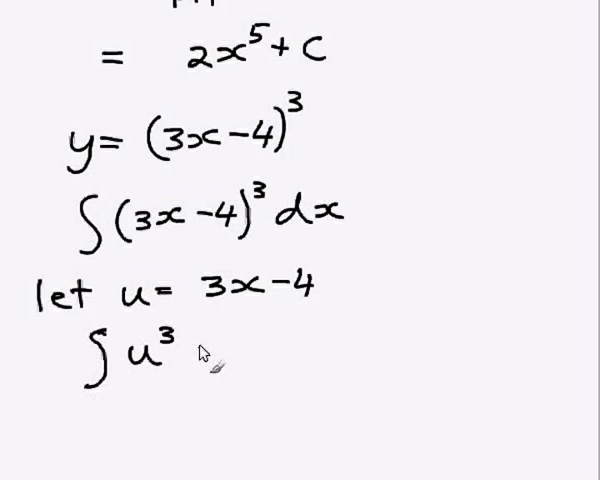 = 2x⁵ + C
y = (3x - 4)³
∫ (3x - 4)³ dx
let u = 3x - 4
∫ u³